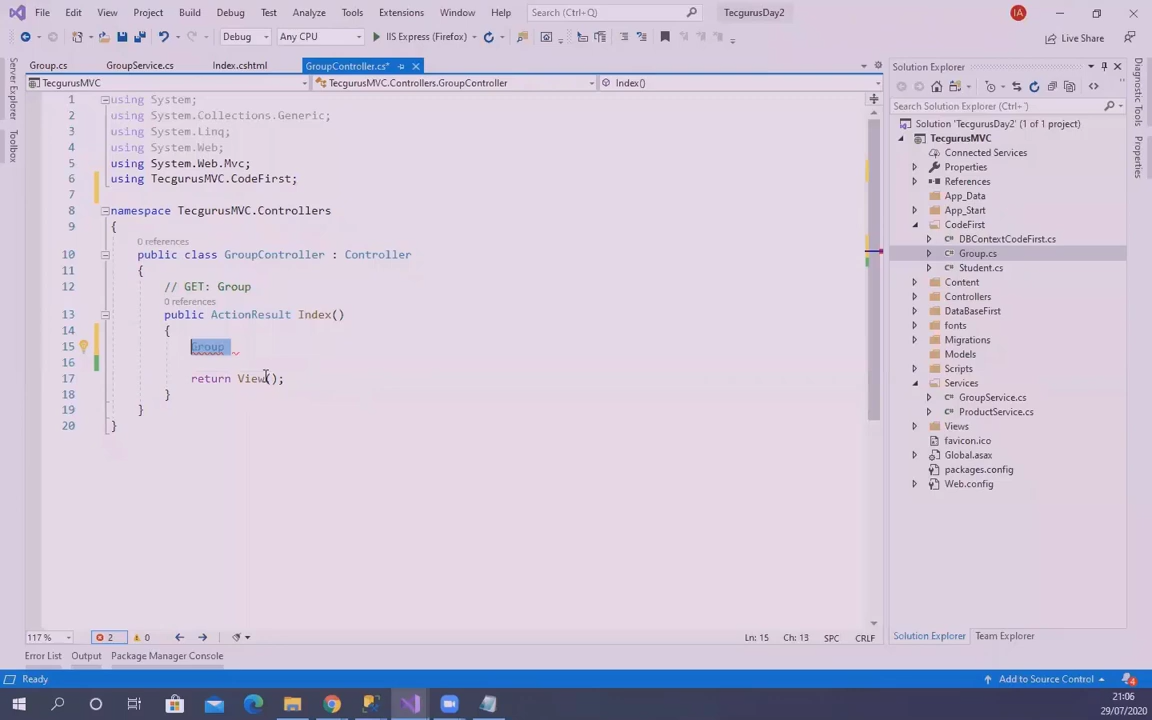 File Edit View Project Build Debug Test Analyze Tools Extensions Window Help Search (Ctrl+Q) TecgurusDay2 IA
Debug Any CPU IIS Express (Firefox) Live Share
Group.cs GroupService.cs Index.cshtml GroupController.cs*
TecgurusMVC TecgurusMVC.Controllers.GroupController Index()
Server Explorer
Toolbox
1 using System;
2 using System.Collections.Generic;
3 using System.Linq;
4 using System.Web;
5 using System.Web.Mvc;
6 using TecgurusMVC.CodeFirst;
7
8 namespace TecgurusMVC.Controllers
9 {
0 references
10 public class GroupController : Controller
11 {
12 // GET: Group
0 references
13 public ActionResult Index()
14 {
15 Group
16
17 return View();
18 }
19 }
20 }
117 % 2 0 Ln: 15 Ch: 13 SPC CRLF
Solution Explorer
Search Solution Explorer (Ctrl+')
Solution 'TecgurusDay2' (1 of 1 project)
TecgurusMVC
Connected Services
Properties
References
App_Data
App_Start
CodeFirst
DBContextCodeFirst.cs
Group.cs
Student.cs
Content
Controllers
DataBaseFirst
fonts
Migrations
Models
Scripts
Services
GroupService.cs
ProductService.cs
Views
favicon.ico
Global.asax
packages.config
Web.config
Solution Explorer Team Explorer
Diagnostic Tools
Properties
Error List Output Package Manager Console
Ready Add to Source Control 4
21:06
29/07/2020